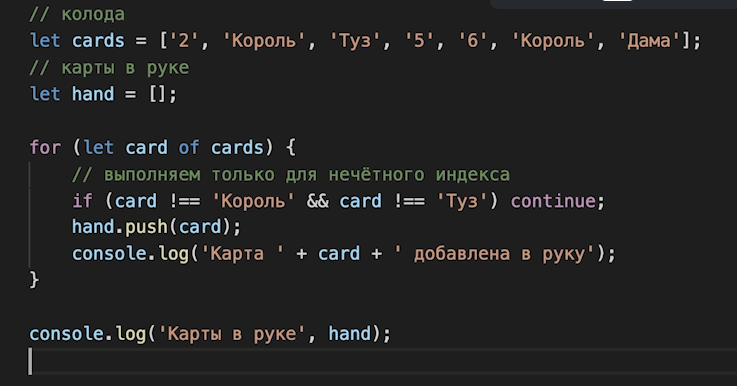 // колода
let cards = ['2', 'Король', 'Туз', '5', '6', 'Король', 'Дама'];
// карты в руке
let hand = [];
for (let card of cards) {
// выполняем только для нечётного индекса
if (card !== 'Король' && card !== 'Туз') continue;
hand.push(card);
console.log('Карта ' + card + ' добавлена в руку');
}
console.log('Карты в руке', hand);